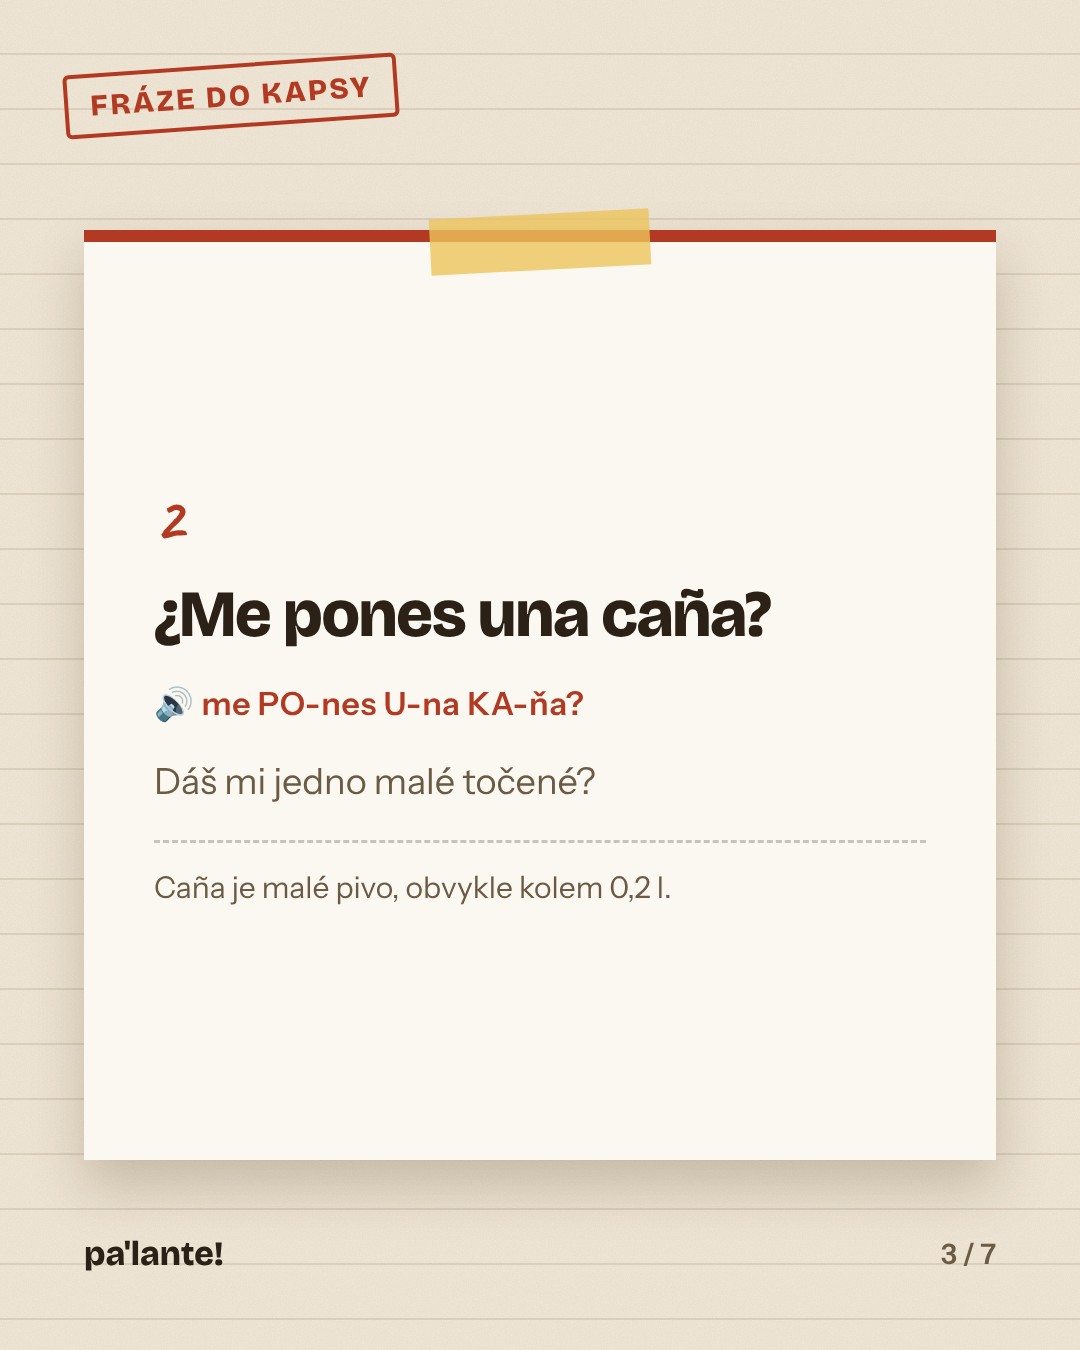 FRÁZE DO KAPSY
2
¿Me pones una caña?
🔊 me PO-nes U-na KA-ňa?
Dáš mi jedno malé točené?
Caña je malé pivo, obvykle kolem 0,2 l.
pa'lante!
3 / 7